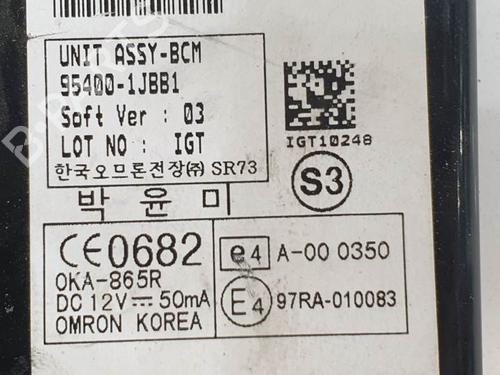 UNIT ASSY-BCM
95400-1JBB1
Soft Ver : 03
LOT NO : IGT
한국오므론전장㈜ SR73
IGT10248
S3
박윤미
CE0682
OKA-865R
DC 12V⎓50mA
OMRON KOREA
e4 A-00 0350
E4 97RA-010083